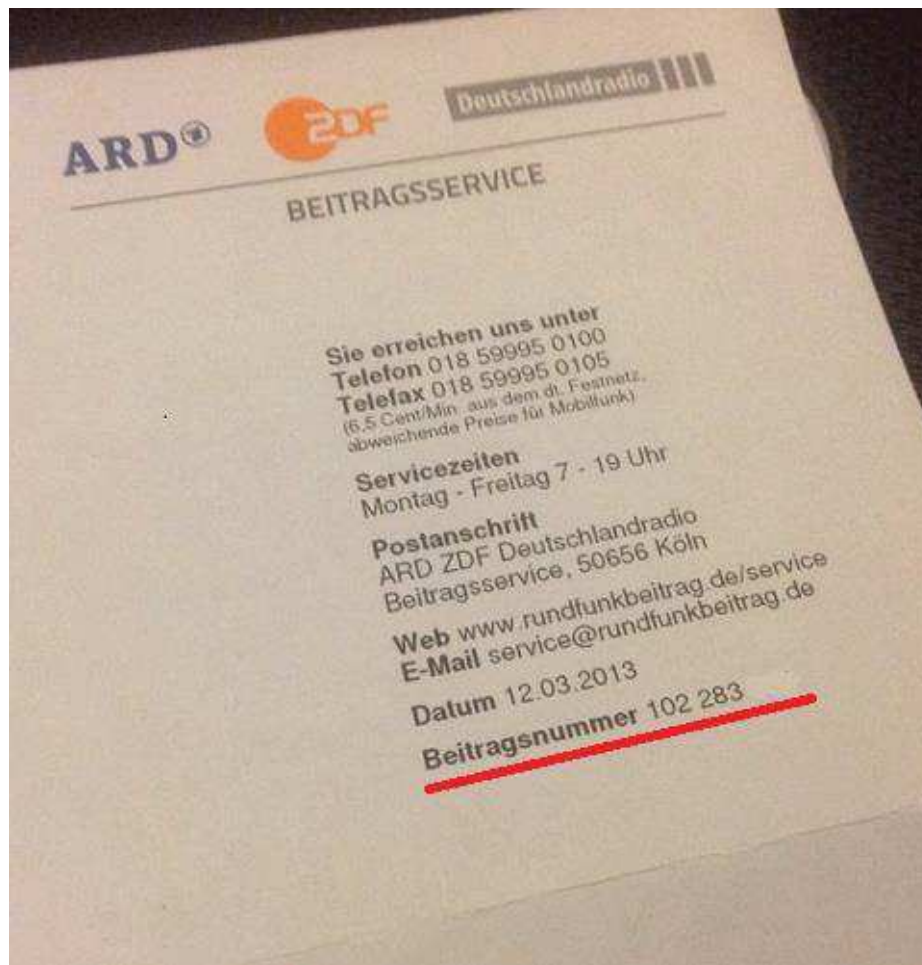 ARD
ZDF
Deutschlandradio
BEITRAGSSERVICE
Sie erreichen uns unter
Telefon 018 59995 0100
Telefax 018 59995 0105
(6,5 Cent/Min. aus dem dt. Festnetz,
abweichende Preise für Mobilfunk)
Servicezeiten
Montag - Freitag 7 - 19 Uhr
Postanschrift
ARD ZDF Deutschlandradio
Beitragsservice, 50656 Köln
Web www.rundfunkbeitrag.de/service
E-Mail service@rundfunkbeitrag.de
Datum 12.03.2013
Beitragsnummer 102 283